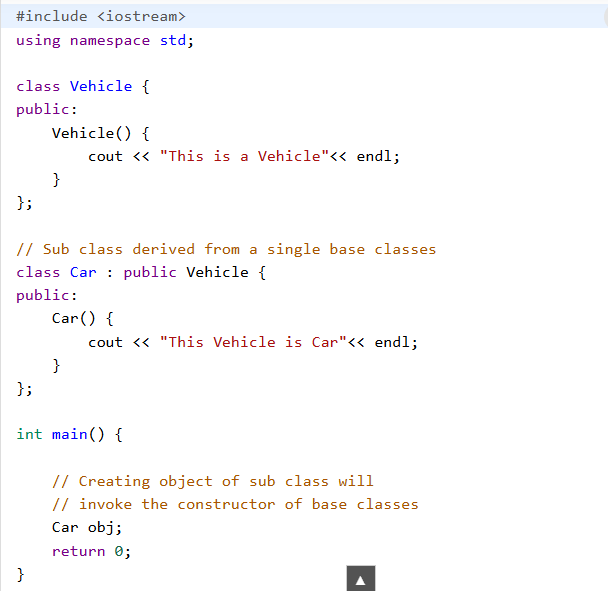 #include <iostream>
using namespace std;
class Vehicle {
public:
    Vehicle() {
        cout << "This is a Vehicle"<< endl;
    }
};
// Sub class derived from a single base classes
class Car : public Vehicle {
public:
    Car() {
        cout << "This Vehicle is Car"<< endl;
    }
};
int main() {
    // Creating object of sub class will
    // invoke the constructor of base classes
    Car obj;
    return 0;
}